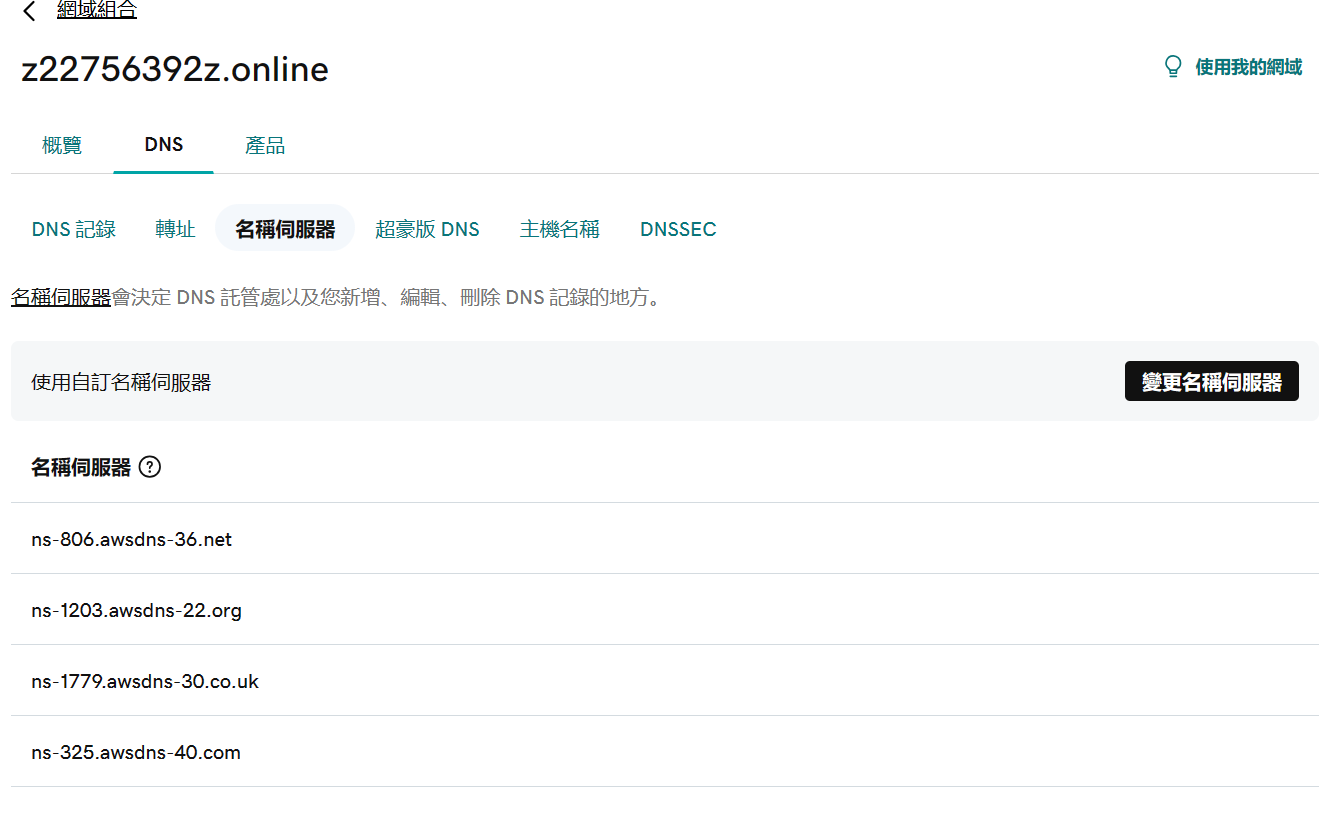 網域組合
z22756392z.online
使用我的網域
概覽 DNS 產品
DNS 記錄 轉址 名稱伺服器 超豪版 DNS 主機名稱 DNSSEC
名稱伺服器會決定 DNS 託管處以及您新增、編輯、刪除 DNS 記錄的地方。
使用自訂名稱伺服器
變更名稱伺服器
名稱伺服器 ?
ns-806.awsdns-36.net
ns-1203.awsdns-22.org
ns-1779.awsdns-30.co.uk
ns-325.awsdns-40.com